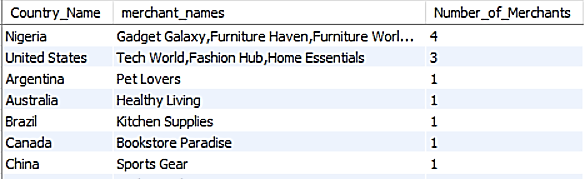 Country_Name merchant_names Number_of_Merchants
Nigeria Gadget Galaxy,Furniture Haven,Furniture Worl... 4
United States Tech World,Fashion Hub,Home Essentials 3
Argentina Pet Lovers 1
Australia Healthy Living 1
Brazil Kitchen Supplies 1
Canada Bookstore Paradise 1
China Sports Gear 1